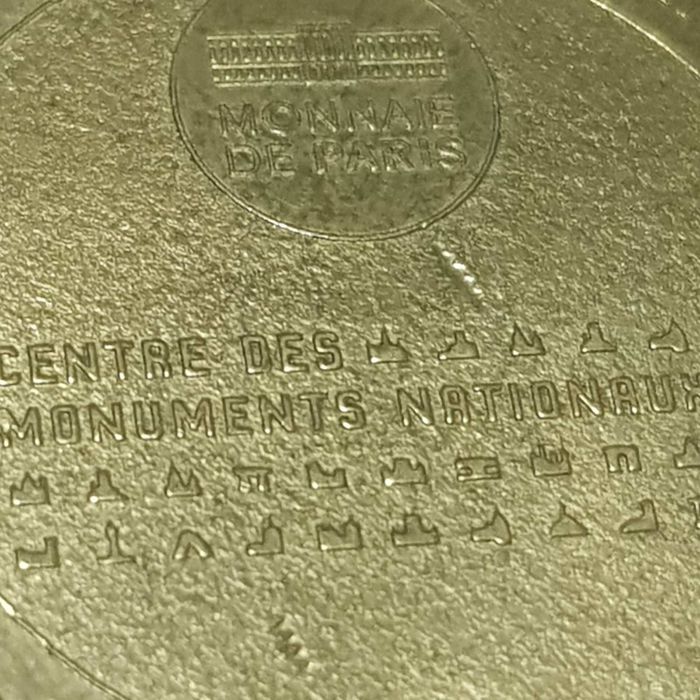 MONNAIE
DE PARIS
CENTRE DES
MONUMENTS NATIONAUX